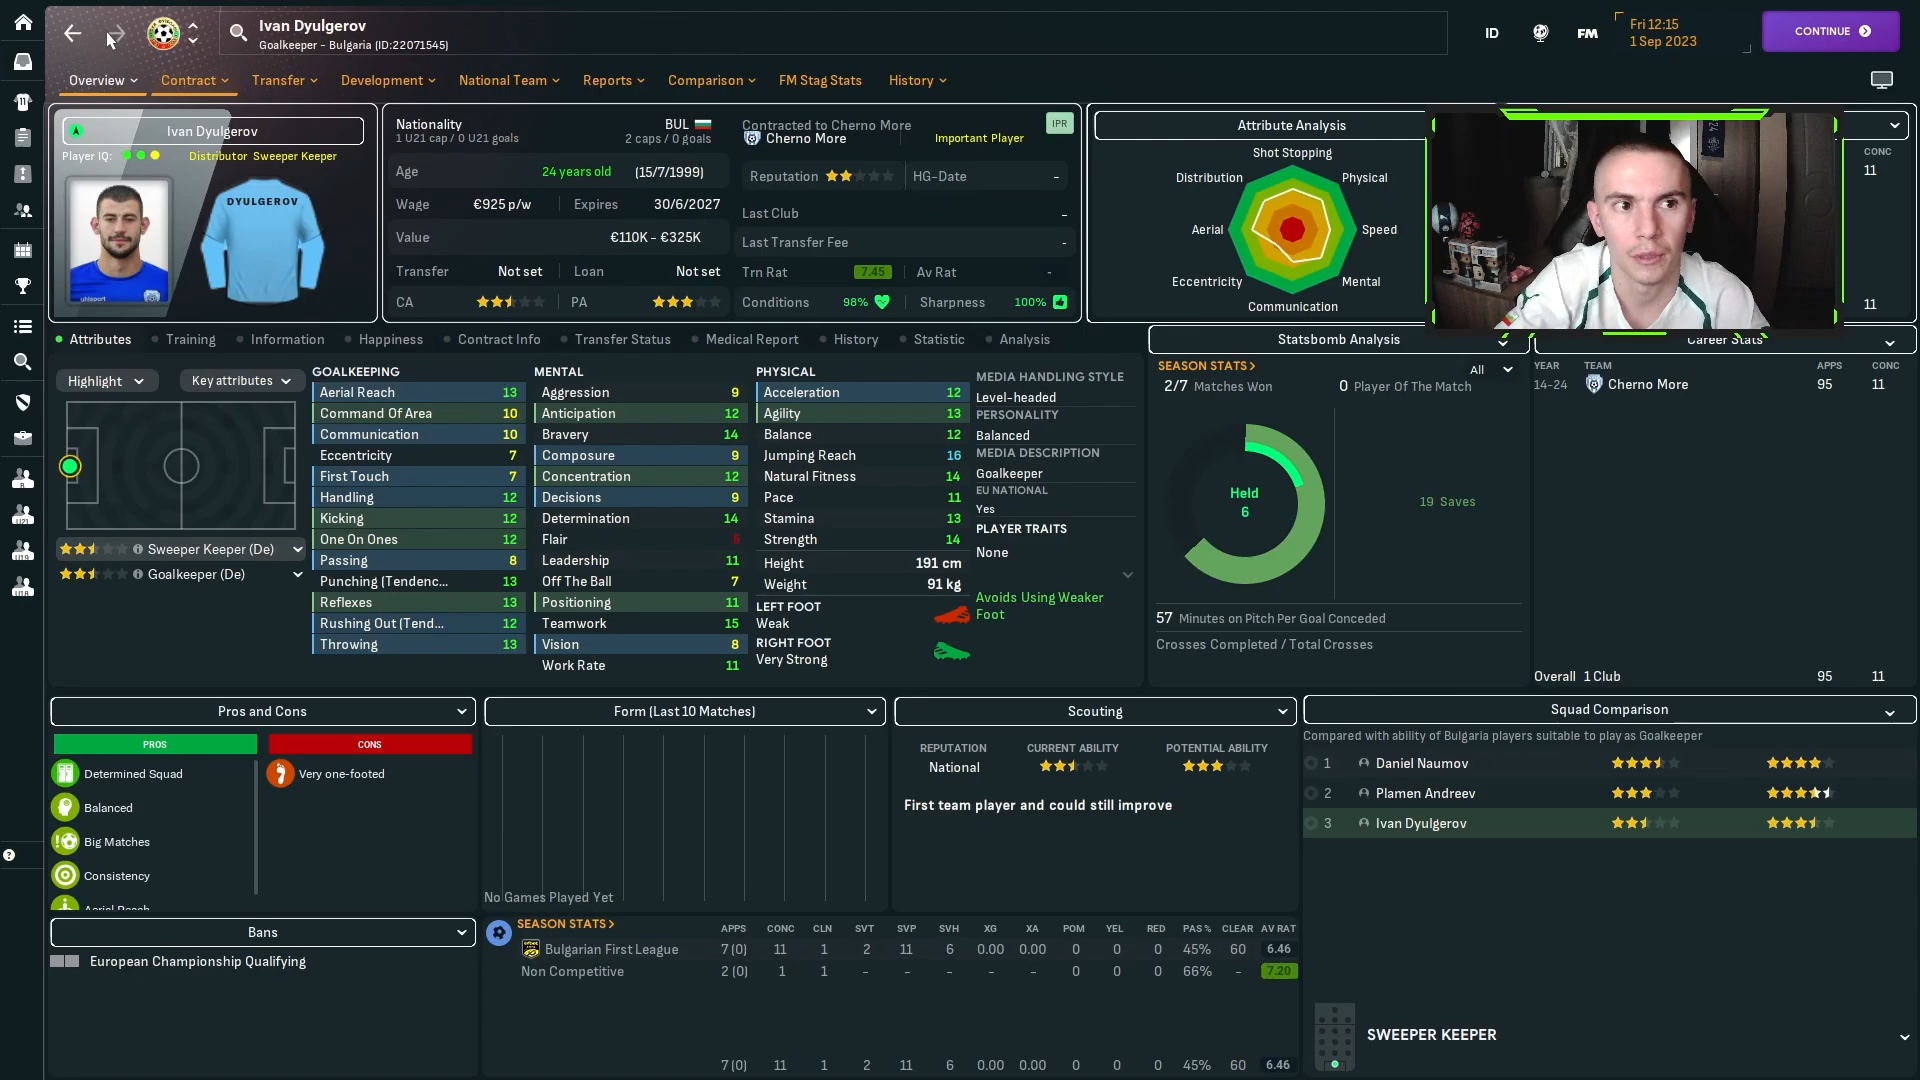 Ivan Dyulgerov
Goalkeeper - Bulgaria (ID:22071545)
ID
FM
Fri 12:15
1 Sep 2023
CONTINUE
Overview
Contract
Transfer
Development
National Team
Reports
Comparison
FM Stag Stats
History
Ivan Dyulgerov
Player IQ:
Distributor Sweeper Keeper
DYULGEROV
uhlsport
Nationality BUL
1 U21 cap / 0 U21 goals 2 caps / 0 goals
Age 24 years old (15/7/1999)
Wage €925 p/w Expires 30/6/2027
Value €110K - €325K
Transfer Not set Loan Not set
CA PA
Contracted to Cherno More IPR
Cherno More Important Player
Reputation HG-Date -
Last Club -
Last Transfer Fee -
Trn Rat 7.45 Av Rat -
Conditions 98% Sharpness 100%
Attribute Analysis
Shot Stopping
Distribution Physical
Aerial Speed
Eccentricity Mental
Communication
CONC
11
11
Attributes
Training
Information
Happiness
Contract Info
Transfer Status
Medical Report
History
Statistic
Analysis
Highlight
Key attributes
Sweeper Keeper (De)
Goalkeeper (De)
GOALKEEPING
Aerial Reach 13
Command Of Area 10
Communication 10
Eccentricity 7
First Touch 7
Handling 12
Kicking 12
One On Ones 12
Passing 8
Punching (Tendenc... 13
Reflexes 13
Rushing Out (Tend... 12
Throwing 13
MENTAL
Aggression 9
Anticipation 12
Bravery 14
Composure 9
Concentration 12
Decisions 9
Determination 14
Flair
Leadership 11
Off The Ball 7
Positioning 11
Teamwork 15
Vision 8
Work Rate 11
PHYSICAL
Acceleration 12
Agility 13
Balance 12
Jumping Reach 16
Natural Fitness 14
Pace 11
Stamina 13
Strength 14
Height 191 cm
Weight 91 kg
LEFT FOOT
Weak
RIGHT FOOT
Very Strong
MEDIA HANDLING STYLE
Level-headed
PERSONALITY
Balanced
MEDIA DESCRIPTION
Goalkeeper
EU NATIONAL
Yes
PLAYER TRAITS
None
Avoids Using Weaker
Foot
Statsbomb Analysis
SEASON STATS >
All
2/7 Matches Won 0 Player Of The Match
Held
6
19 Saves
57 Minutes on Pitch Per Goal Conceded
Crosses Completed / Total Crosses
Career Stats
YEAR TEAM APPS CONC
14-24 Cherno More 95 11
Overall 1 Club 95 11
Pros and Cons
PROS CONS
Determined Squad
Balanced
Big Matches
Consistency
Aerial Reach
Very one-footed
Form (Last 10 Matches)
No Games Played Yet
Scouting
REPUTATION CURRENT ABILITY POTENTIAL ABILITY
National
First team player and could still improve
Squad Comparison
Compared with ability of Bulgaria players suitable to play as Goalkeeper
1 Daniel Naumov
2 Plamen Andreev
3 Ivan Dyulgerov
SWEEPER KEEPER
Bans
European Championship Qualifying
SEASON STATS > APPS CONC CLN SVT SVP SVH XG XA POM YEL RED PAS % CLEAR AV RAT
Bulgarian First League 7 (0) 11 1 2 11 6 0.00 0.00 0 0 0 45% 60 6.46
Non Competitive 2 (0) 1 1 - - - - - 0 0 0 66% - 7.20
7 (0) 11 1 2 11 6 0.00 0.00 0 0 0 45% 60 6.46